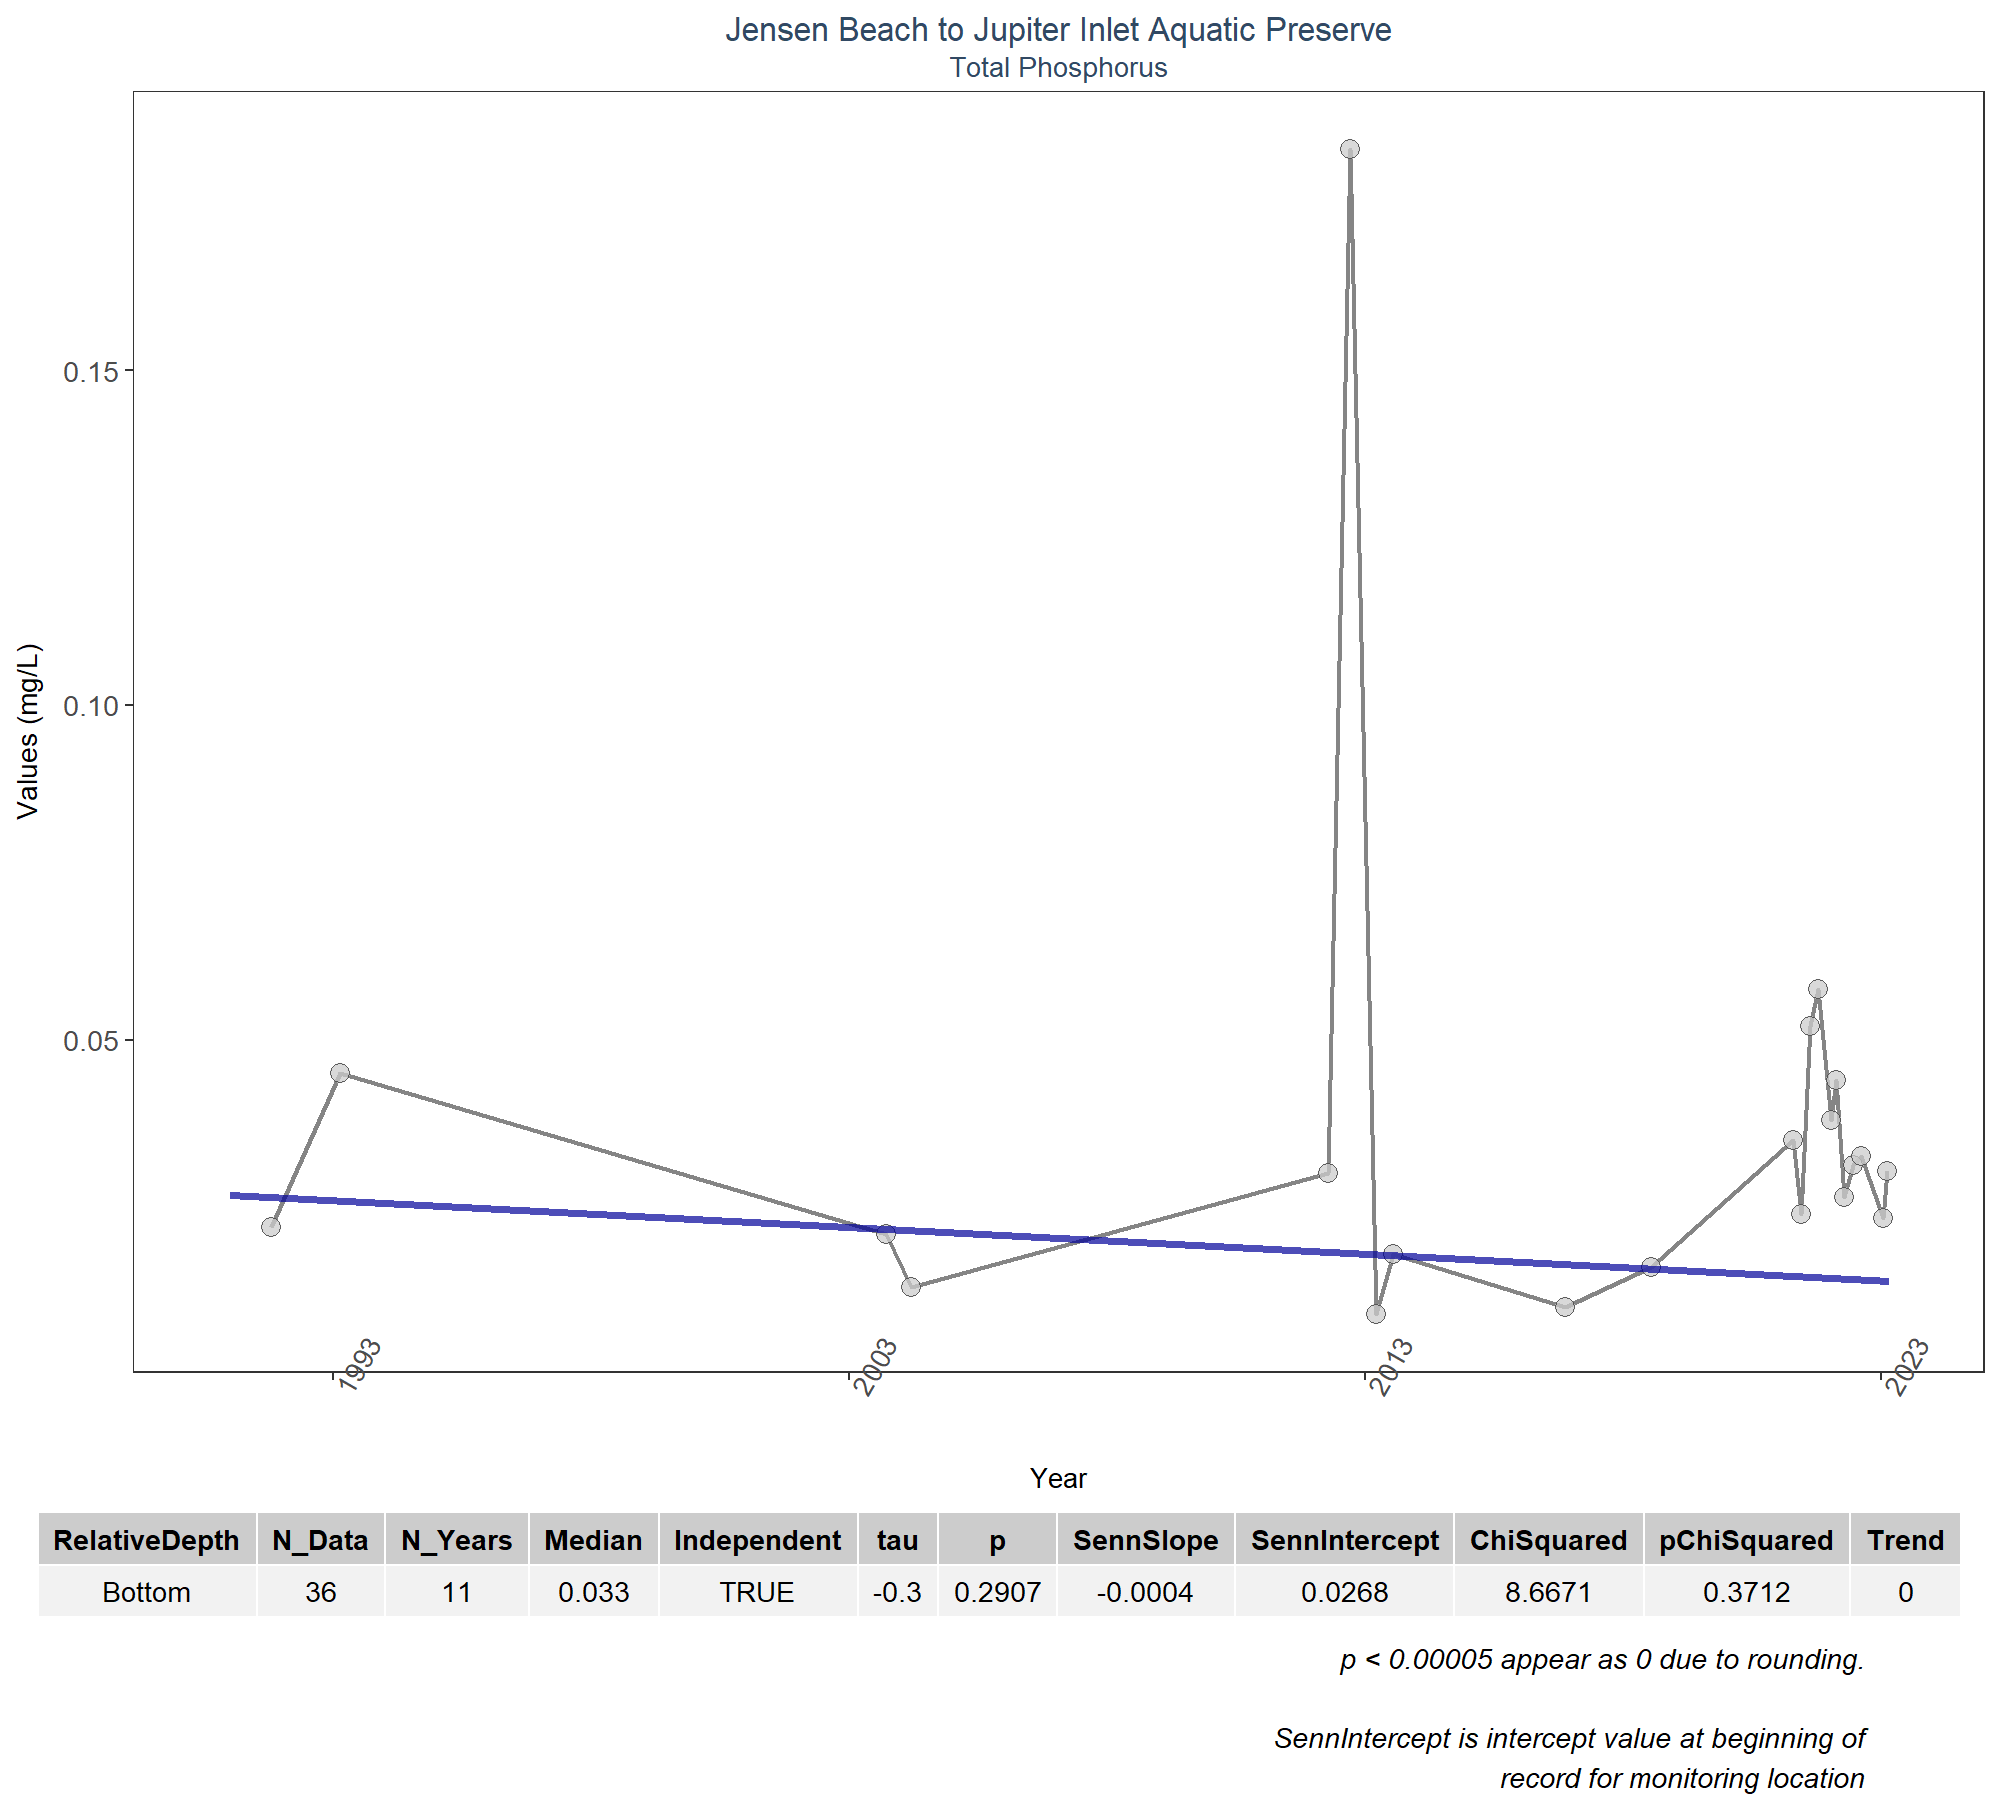 Jensen Beach to Jupiter Inlet Aquatic Preserve
Total Phosphorus
Values (mg/L)
0.15
0.10
0.05
1993 2003 2013 2023
Year
RelativeDepth N_Data N_Years Median Independent tau p SennSlope SennIntercept ChiSquared pChiSquared Trend
Bottom 36 11 0.033 TRUE -0.3 0.2907 -0.0004 0.0268 8.6671 0.3712 0
p < 0.00005 appear as 0 due to rounding.
SennIntercept is intercept value at beginning of
record for monitoring location